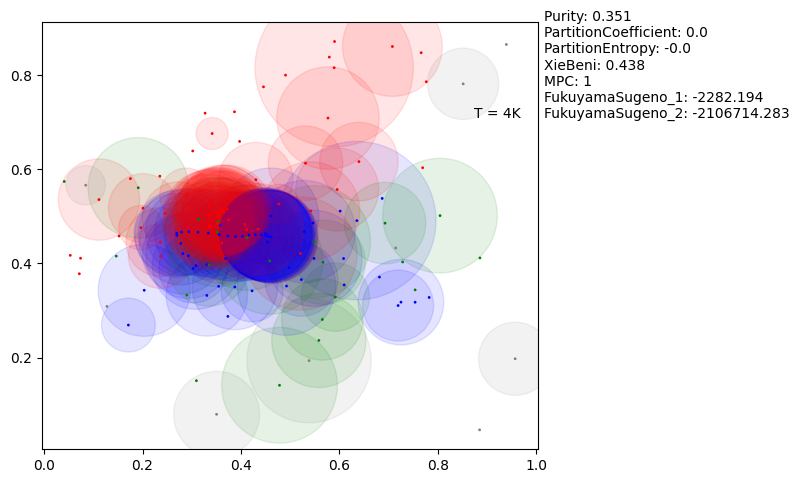 Purity: 0.351
PartitionCoefficient: 0.0
PartitionEntropy: -0.0
XieBeni: 0.438
MPC: 1
FukuyamaSugeno_1: -2282.194
FukuyamaSugeno_2: -2106714.283
T = 4K
0.8
0.6
0.4
0.2
0.0
0.2
0.4
0.6
0.8
1.0